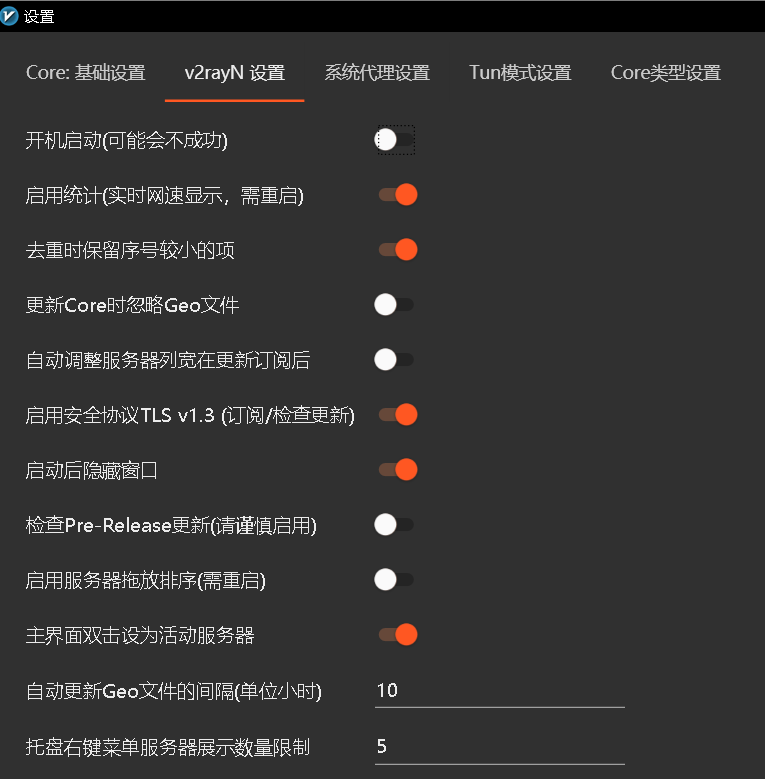 设置
Core: 基础设置 v2rayN 设置 系统代理设置 Tun模式设置 Core类型设置
开机启动(可能会不成功)
启用统计(实时网速显示，需重启)
去重时保留序号较小的项
更新Core时忽略Geo文件
自动调整服务器列宽在更新订阅后
启用安全协议TLS v1.3 (订阅/检查更新)
启动后隐藏窗口
检查Pre-Release更新(请谨慎启用)
启用服务器拖放排序(需重启)
主界面双击设为活动服务器
自动更新Geo文件的间隔(单位小时) 10
托盘右键菜单服务器展示数量限制 5